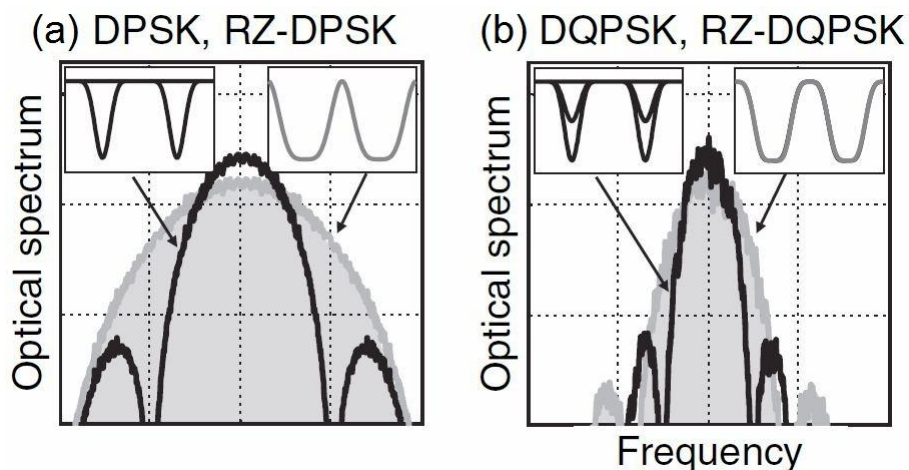 (a) DPSK, RZ-DPSK
Optical spectrum
(b) DQPSK, RZ-DQPSK
Optical spectrum
Frequency